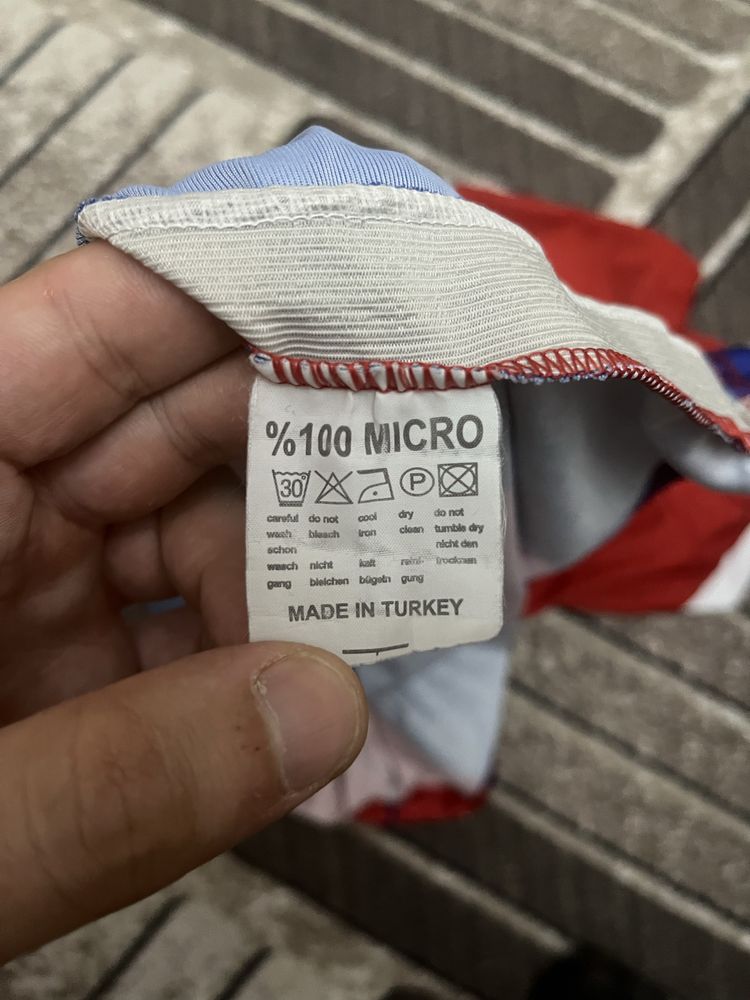 %100 MICRO
30° P
careful do not cool dry do not
wash bleach iron clean tumble dry
schon nicht den
wasch nicht kalt reini- trocknen
gang bleichen bügeln gung
MADE IN TURKEY